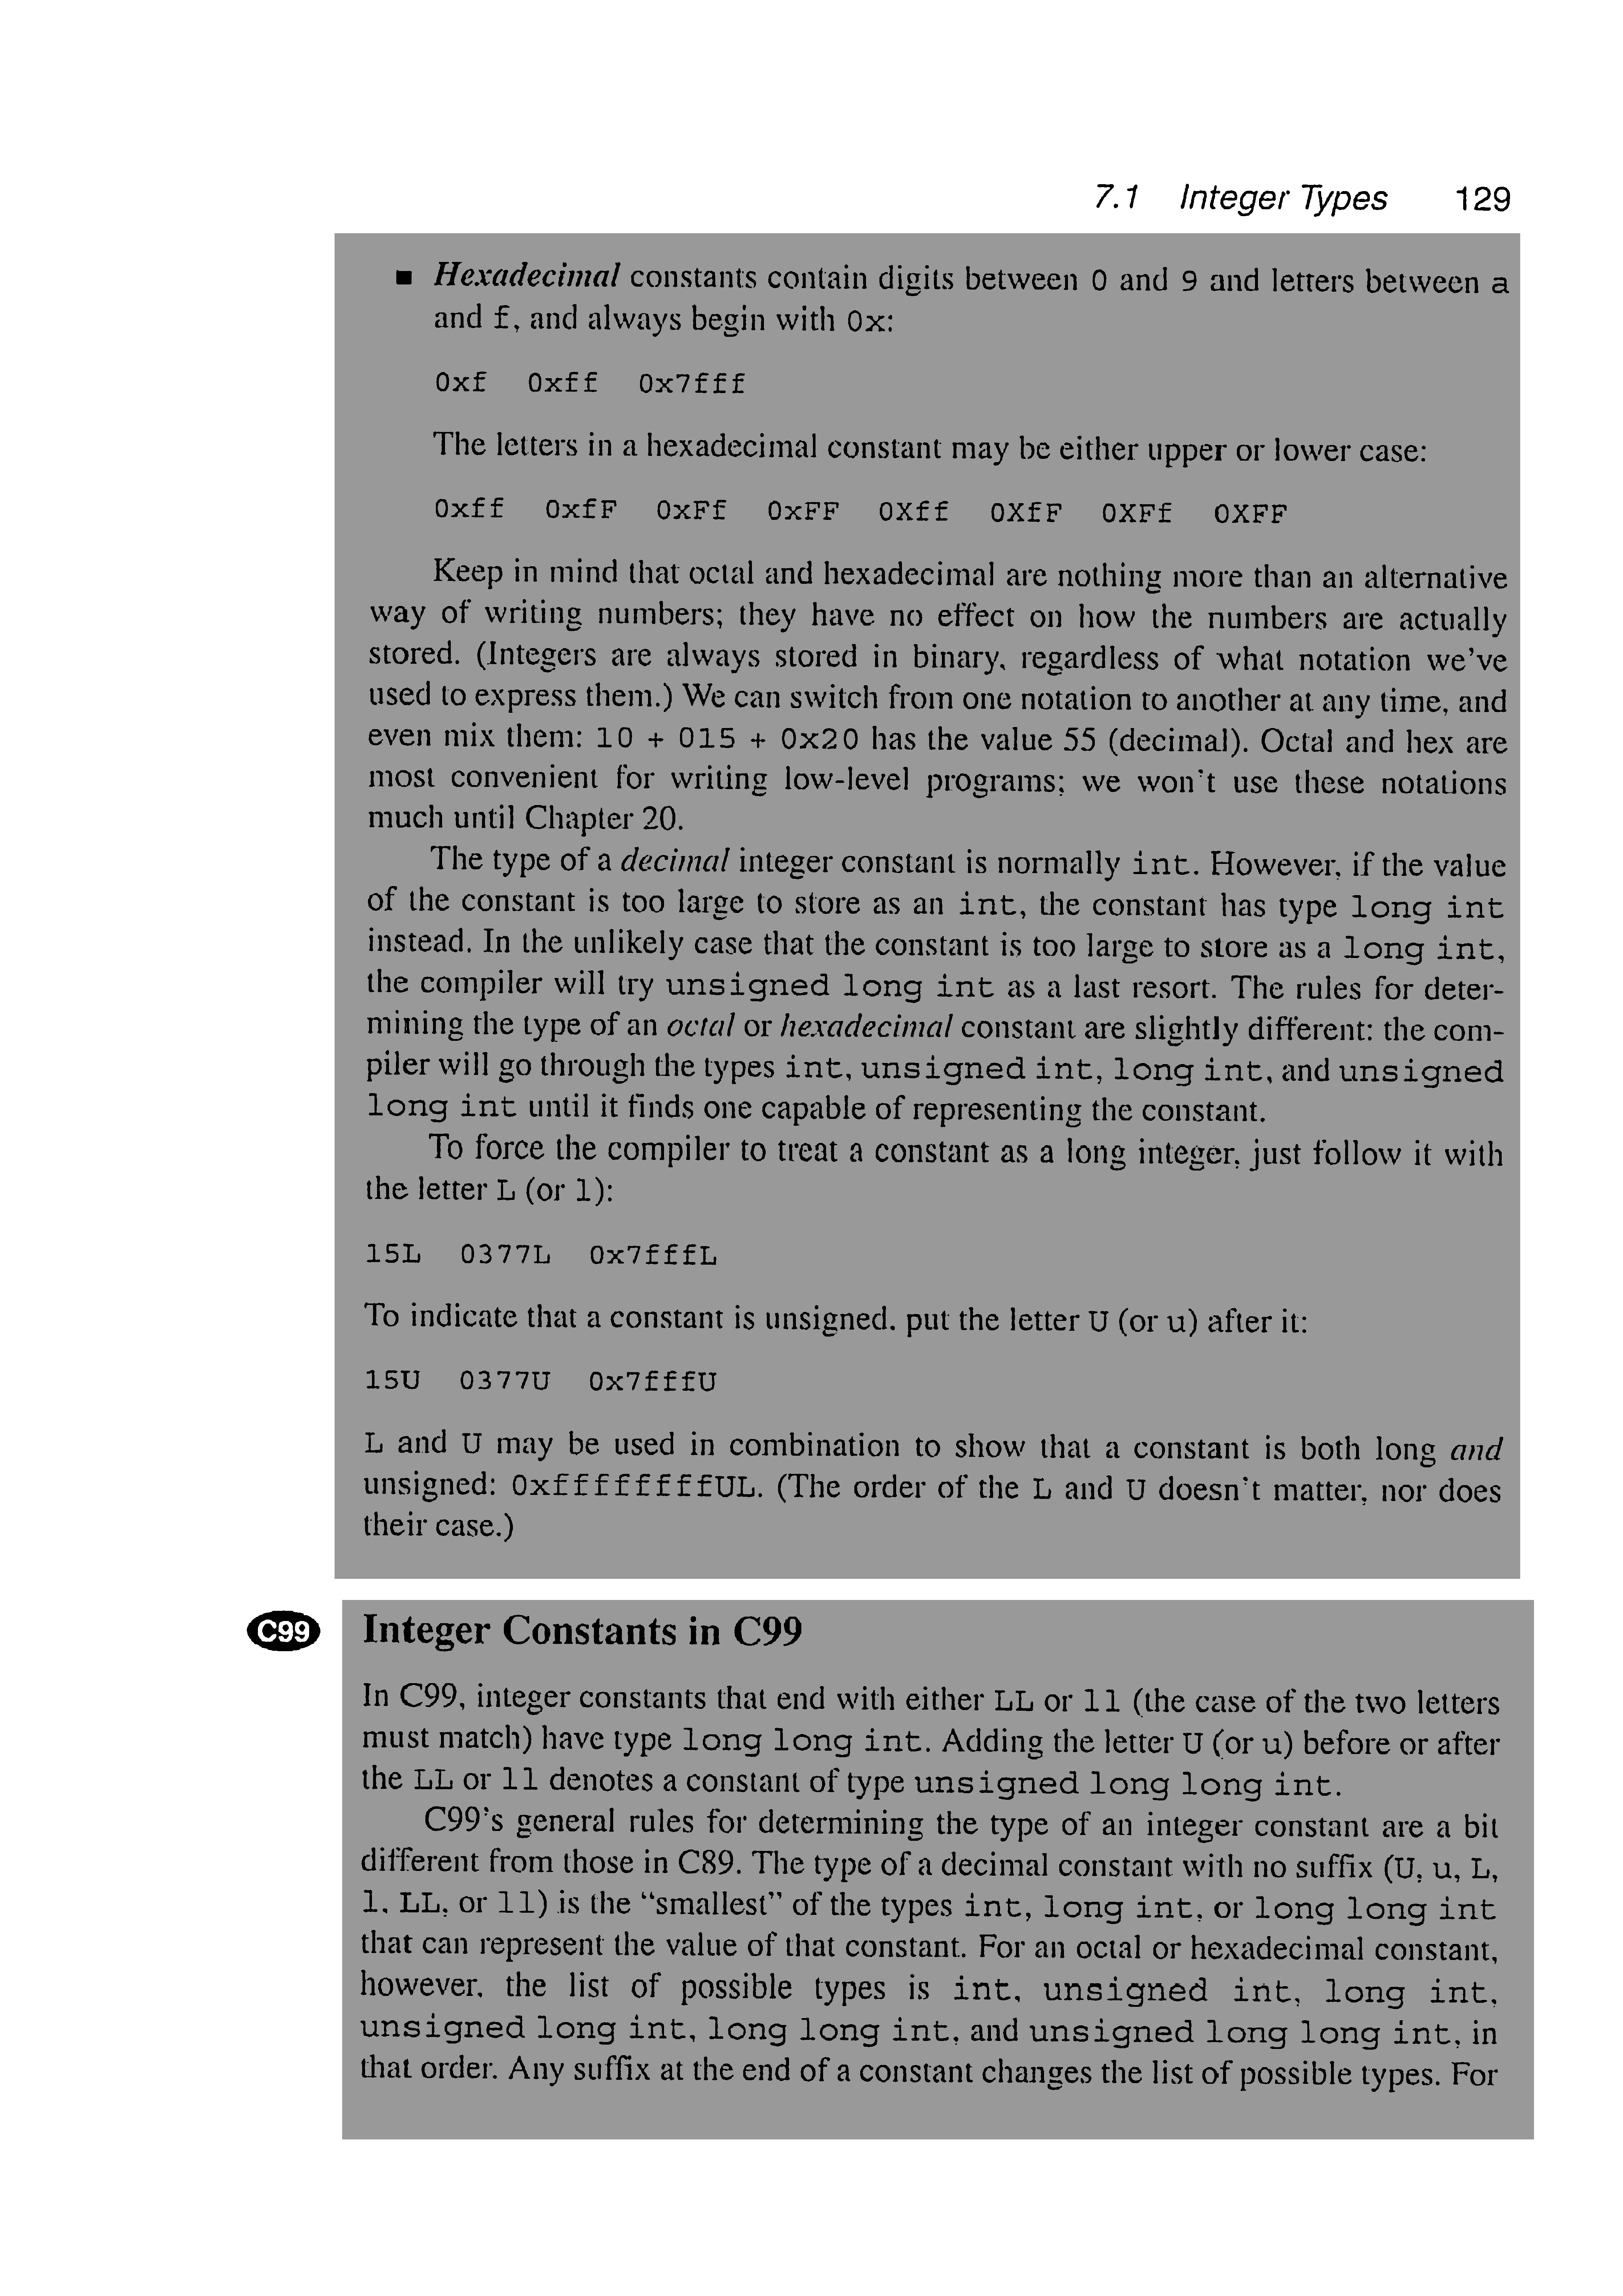 7.1 Integer Types 129
■ Hexadecimal constants contain digits between 0 and 9 and letters between a
and f, and always begin with 0x:
0xf 0xff 0x7fff
The letters in a hexadecimal constant may be either upper or lower case:
0xff 0xfF 0xFf 0xFF 0Xff 0XfF 0XFf 0XFF
Keep in mind that octal and hexadecimal are nothing more than an alternative
way of writing numbers; they have no effect on how the numbers are actually
stored. (Integers are always stored in binary, regardless of what notation we've
used to express them.) We can switch from one notation to another at any time, and
even mix them: 10 + 015 + 0x20 has the value 55 (decimal). Octal and hex are
most convenient for writing low-level programs; we won't use these notations
much until Chapter 20.
The type of a decimal integer constant is normally int. However, if the value
of the constant is too large to store as an int, the constant has type long int
instead. In the unlikely case that the constant is too large to store as a long int,
the compiler will try unsigned long int as a last resort. The rules for deter-
mining the type of an octal or hexadecimal constant are slightly different: the com-
piler will go through the types int, unsigned int, long int, and unsigned
long int until it finds one capable of representing the constant.
To force the compiler to treat a constant as a long integer, just follow it with
the letter L (or l):
15L 0377L 0x7fffL
To indicate that a constant is unsigned, put the letter U (or u) after it:
15U 0377U 0x7fffU
L and U may be used in combination to show that a constant is both long and
unsigned: 0xffffffffUL. (The order of the L and U doesn't matter, nor does
their case.)
C99 Integer Constants in C99
In C99, integer constants that end with either LL or ll (the case of the two letters
must match) have type long long int. Adding the letter U (or u) before or after
the LL or ll denotes a constant of type unsigned long long int.
C99's general rules for determining the type of an integer constant are a bit
different from those in C89. The type of a decimal constant with no suffix (U, u, L,
l, LL, or ll) is the "smallest" of the types int, long int, or long long int
that can represent the value of that constant. For an octal or hexadecimal constant,
however, the list of possible types is int, unsigned int, long int,
unsigned long int, long long int, and unsigned long long int, in
that order. Any suffix at the end of a constant changes the list of possible types. For